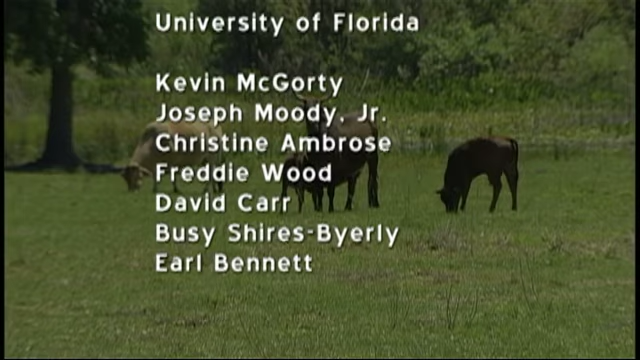 University of Florida
Kevin McGorty
Joseph Moody, Jr.
Christine Ambrose
Freddie Wood
David Carr
Busy Shires-Byerly
Earl Bennett